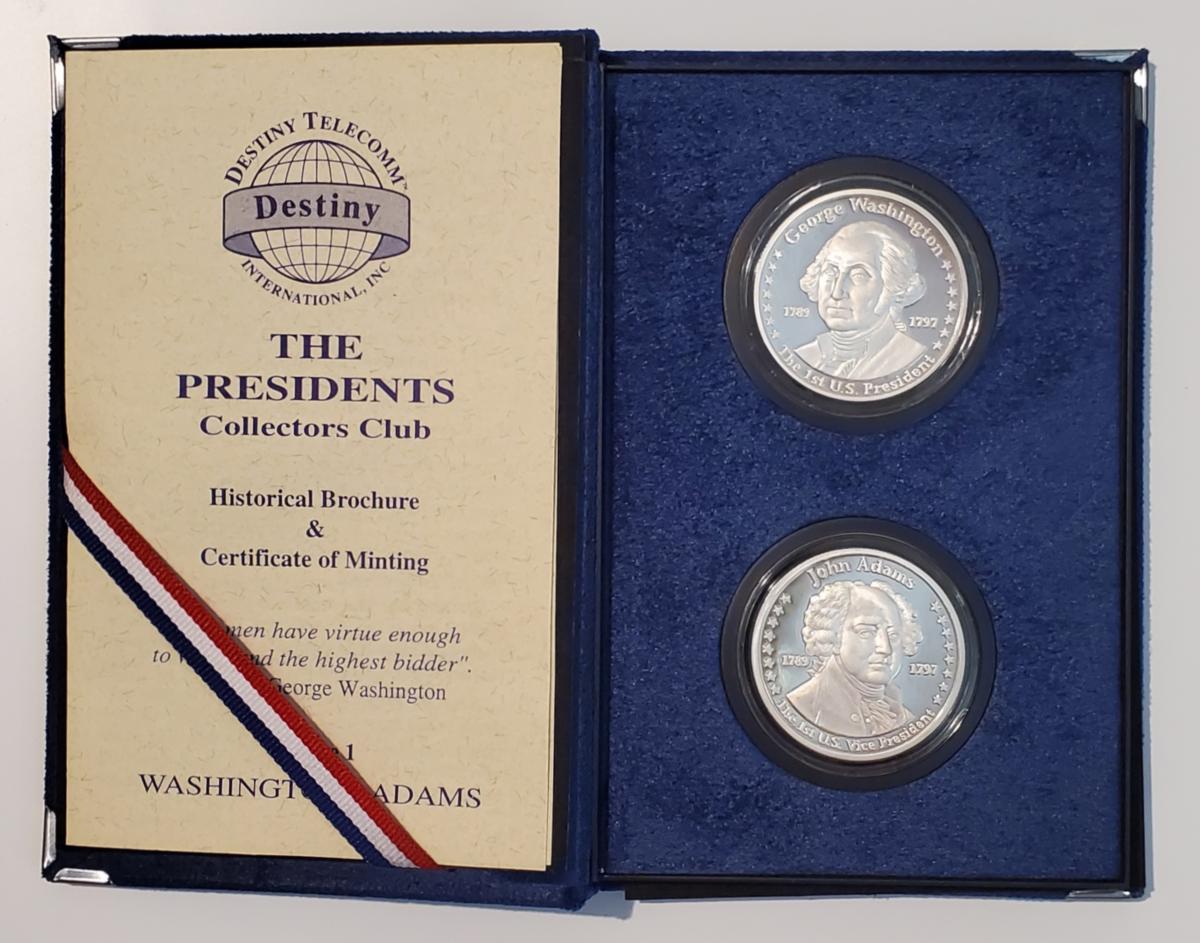 DESTINY TELECOMM™
Destiny
INTERNATIONAL, INC
THE
PRESIDENTS
Collectors Club
Historical Brochure
&
Certificate of Minting
men have virtue enough
to the highest bidder".
George Washington
1
WASHINGT ADAMS
George Washington
1789 1797
The 1st U.S. President
John Adams
1789 1797
The 1st U.S. Vice President